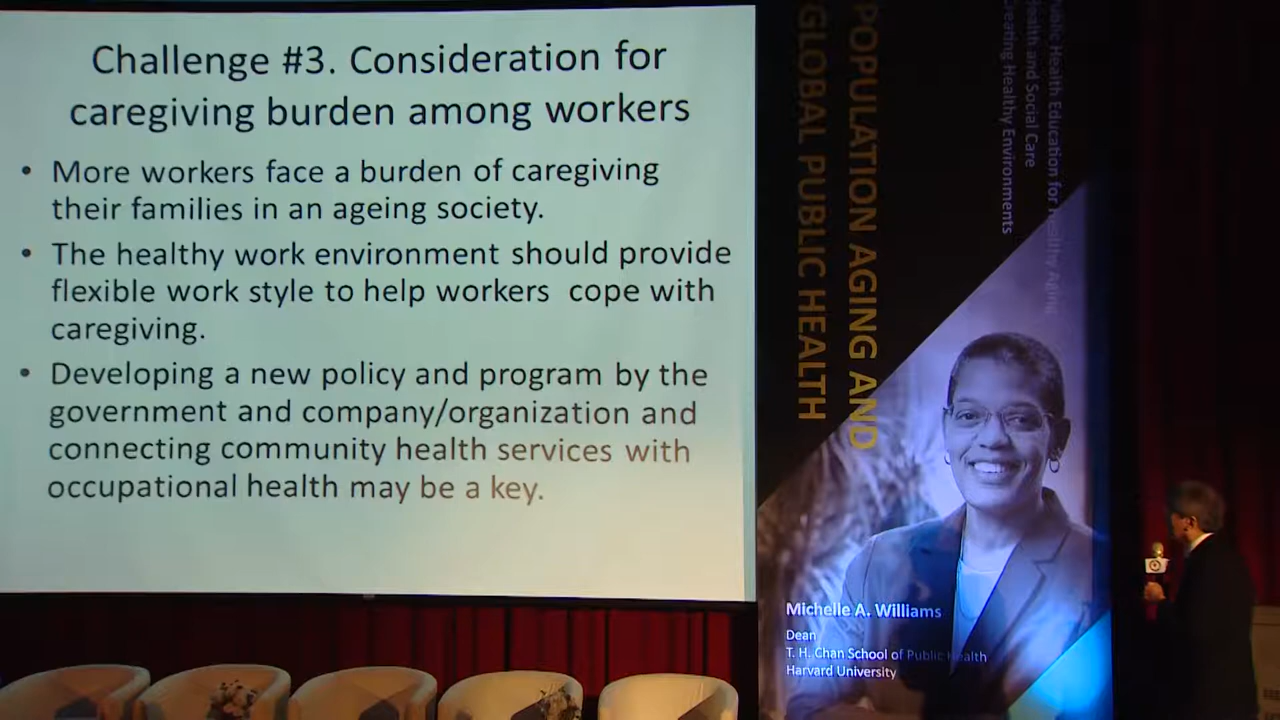 Challenge #3. Consideration for
caregiving burden among workers
• More workers face a burden of caregiving
their families in an ageing society.
• The healthy work environment should provide
flexible work style to help workers cope with
caregiving.
• Developing a new policy and program by the
government and company/organization and
connecting community health services with
occupational health may be a key.
POPULATION AGING AND
GLOBAL PUBLIC HEALTH
Public Health Education for Healthy Aging
Health and Social Care
Creating Healthy Environments
Michelle A. Williams
Dean
T. H. Chan School of Public Health
Harvard University